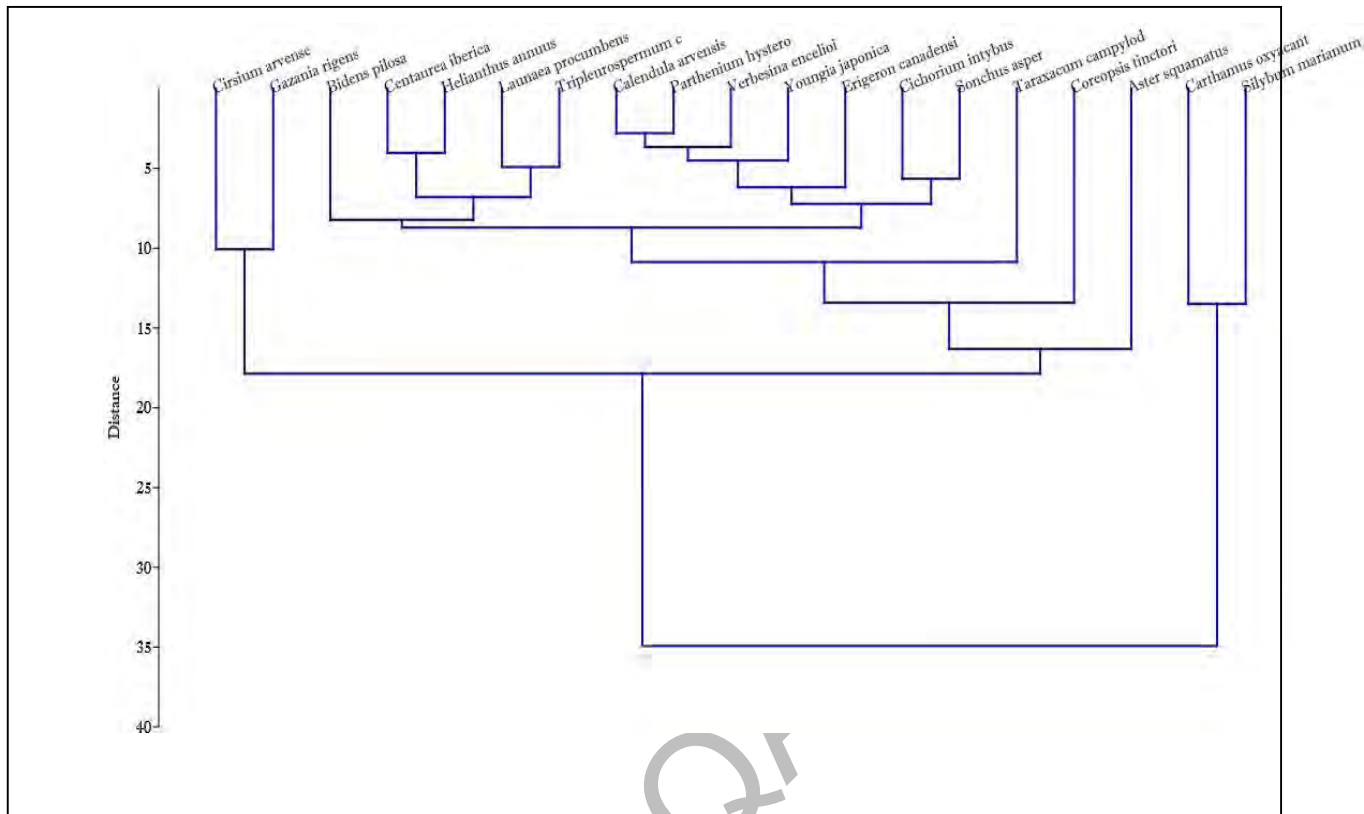 Cirsium arvense
Gazania rigens
Bidens pilosa
Centaurea iberica
Helianthus annuus
Launaea procumbens
Tripleurospermum c
Calendula arvensis
Parthenium hystero
Verbesina encelioi
Youngia japonica
Erigeron canadensi
Cichorium intybus
Sonchus asper
Taraxacum campylod
Coreopsis tinctori
Aster squamatus
Carthamus oxyacant
Silybum marianum
5
10
15
20
25
30
35
40
Distance